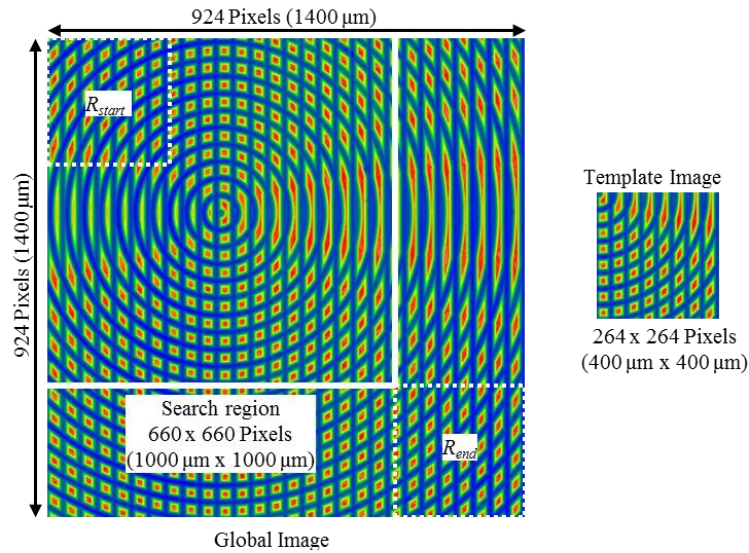 924 Pixels (1400 µm)
924 Pixels (1400 µm)
R_start
Template Image
264 x 264 Pixels
(400 µm x 400 µm)
Search region
660 x 660 Pixels
(1000 µm x 1000 µm)
R_end
Global Image